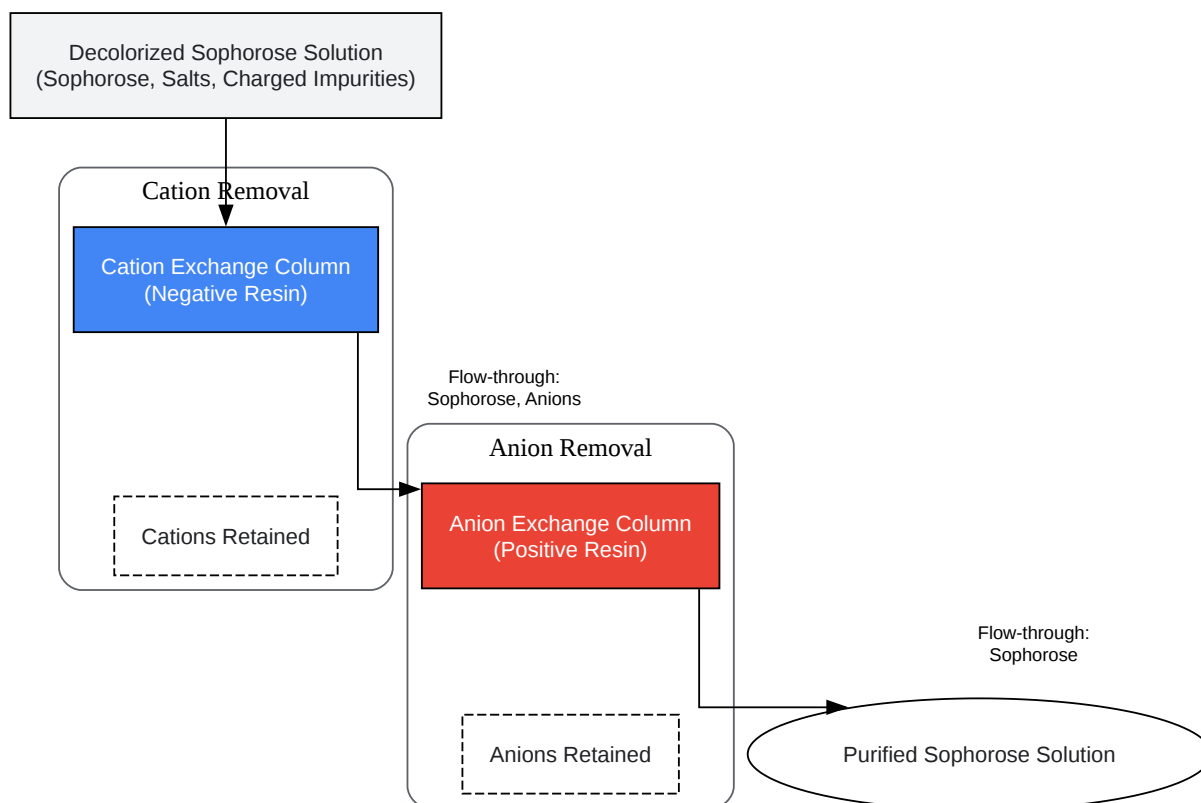 Decolorized Sophorose Solution
(Sophorose, Salts, Charged Impurities)
Cation Removal
Cation Exchange Column
(Negative Resin)
Flow-through:
Sophorose, Anions
Cations Retained
Anion Removal
Anion Exchange Column
(Positive Resin)
Anions Retained
Flow-through:
Sophorose
Purified Sophorose Solution